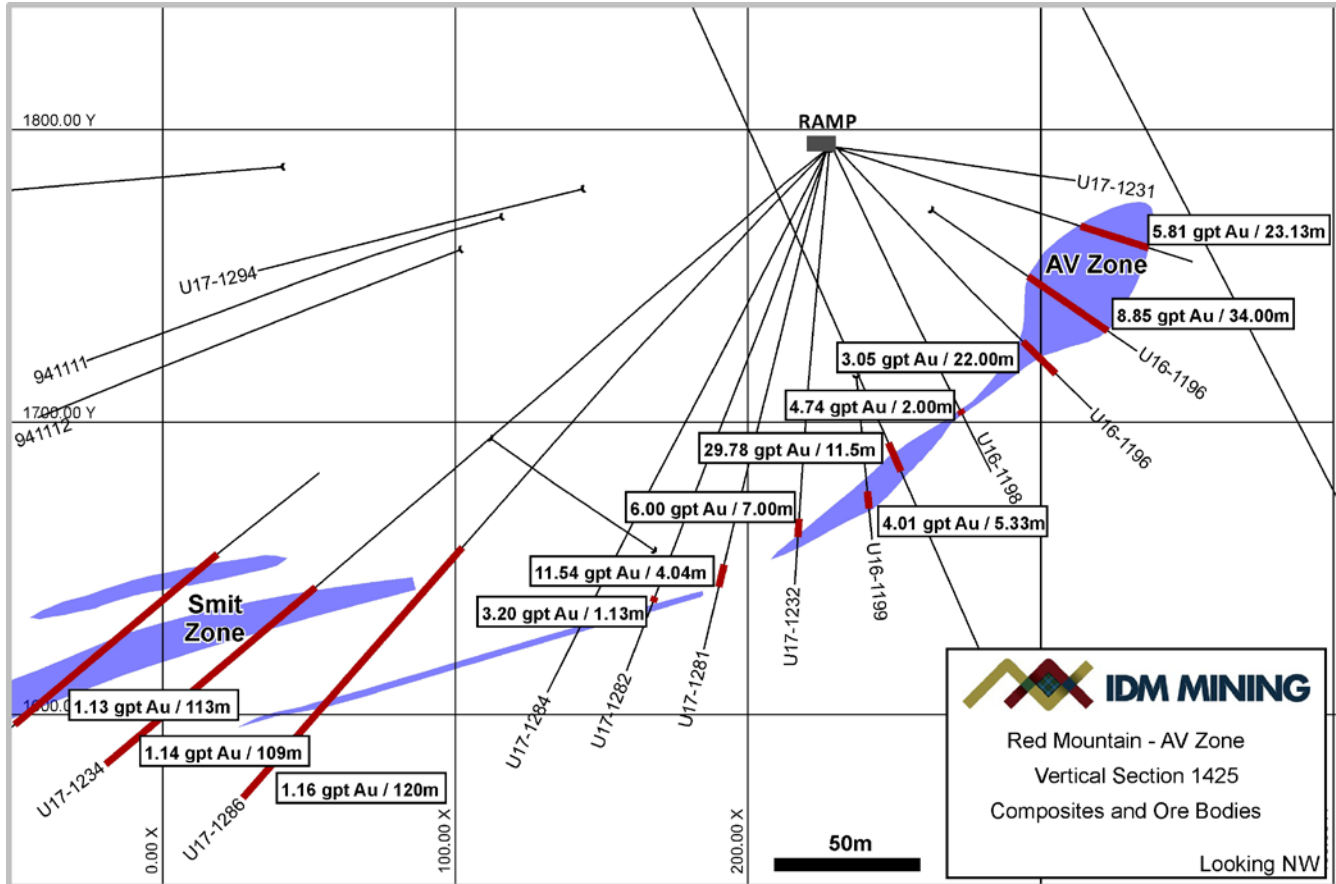 1800.00 Y
RAMP
U17-1231
5.81 gpt Au / 23.13m
AV Zone
U17-1294
8.85 gpt Au / 34.00m
941111
3.05 gpt Au / 22.00m
U16-1196
4.74 gpt Au / 2.00m
1700.00 Y
941112
U16-1196
29.78 gpt Au / 11.5m
U16-1198
6.00 gpt Au / 7.00m
4.01 gpt Au / 5.33m
11.54 gpt Au / 4.04m
U16-1199
3.20 gpt Au / 1.13m
Smit
Zone
U17-1232
U17-1281
U17-1282
U17-1284
1.13 gpt Au / 113m
1.14 gpt Au / 109m
U17-1234
1.16 gpt Au / 120m
U17-1286
0.00 X
100.00 X
200.00 X
50m
IDM MINING
Red Mountain - AV Zone
Vertical Section 1425
Composites and Ore Bodies
Looking NW